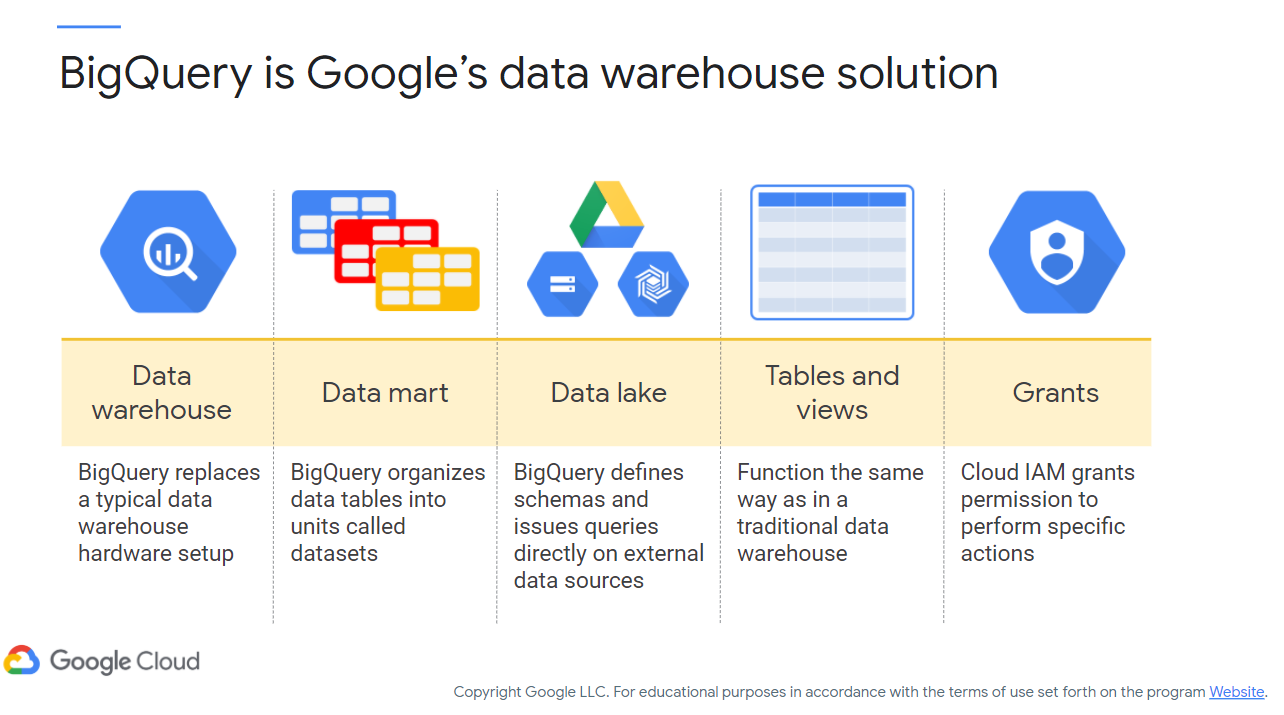 BigQuery is Google’s data warehouse solution
Data
warehouse
Data mart
Data lake
Tables and
views
Grants
BigQuery replaces
a typical data
warehouse
hardware setup
BigQuery organizes
data tables into
units called
datasets
BigQuery defines
schemas and
issues queries
directly on external
data sources
Function the same
way as in a
traditional data
warehouse
Cloud IAM grants
permission to
perform specific
actions
Google Cloud
Copyright Google LLC. For educational purposes in accordance with the terms of use set forth on the program Website.